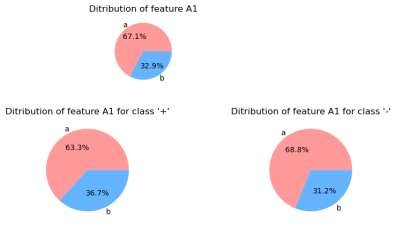 Ditribution of feature A1
a
67.1%
32.9%
b
Ditribution of feature A1 for class '+'
a
63.3%
36.7%
b
Ditribution of feature A1 for class '-'
a
68.8%
31.2%
b